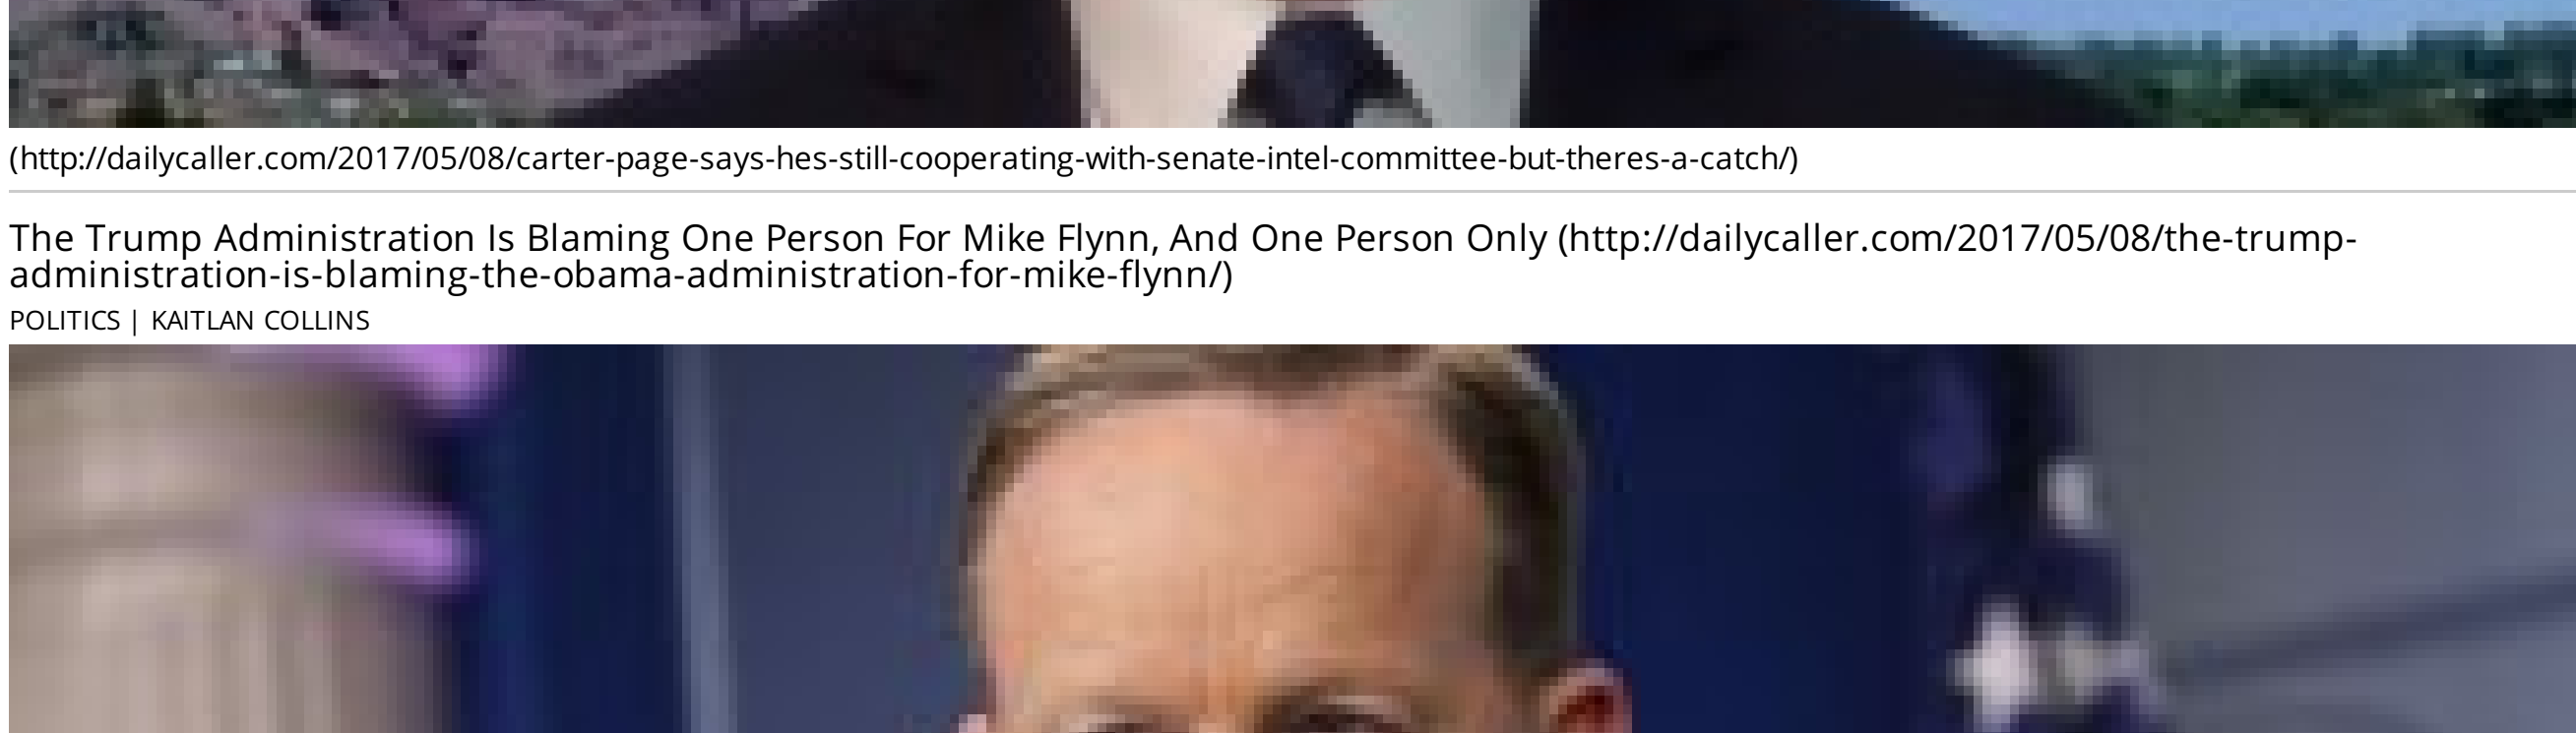 (http://dailycaller.com/2017/05/08/carter-page-says-hes-still-cooperating-with-senate-intel-committee-but-theres-a-catch/)
The Trump Administration Is Blaming One Person For Mike Flynn, And One Person Only (http://dailycaller.com/2017/05/08/the-trump-
administration-is-blaming-the-obama-administration-for-mike-flynn/)
POLITICS | KAITLAN COLLINS